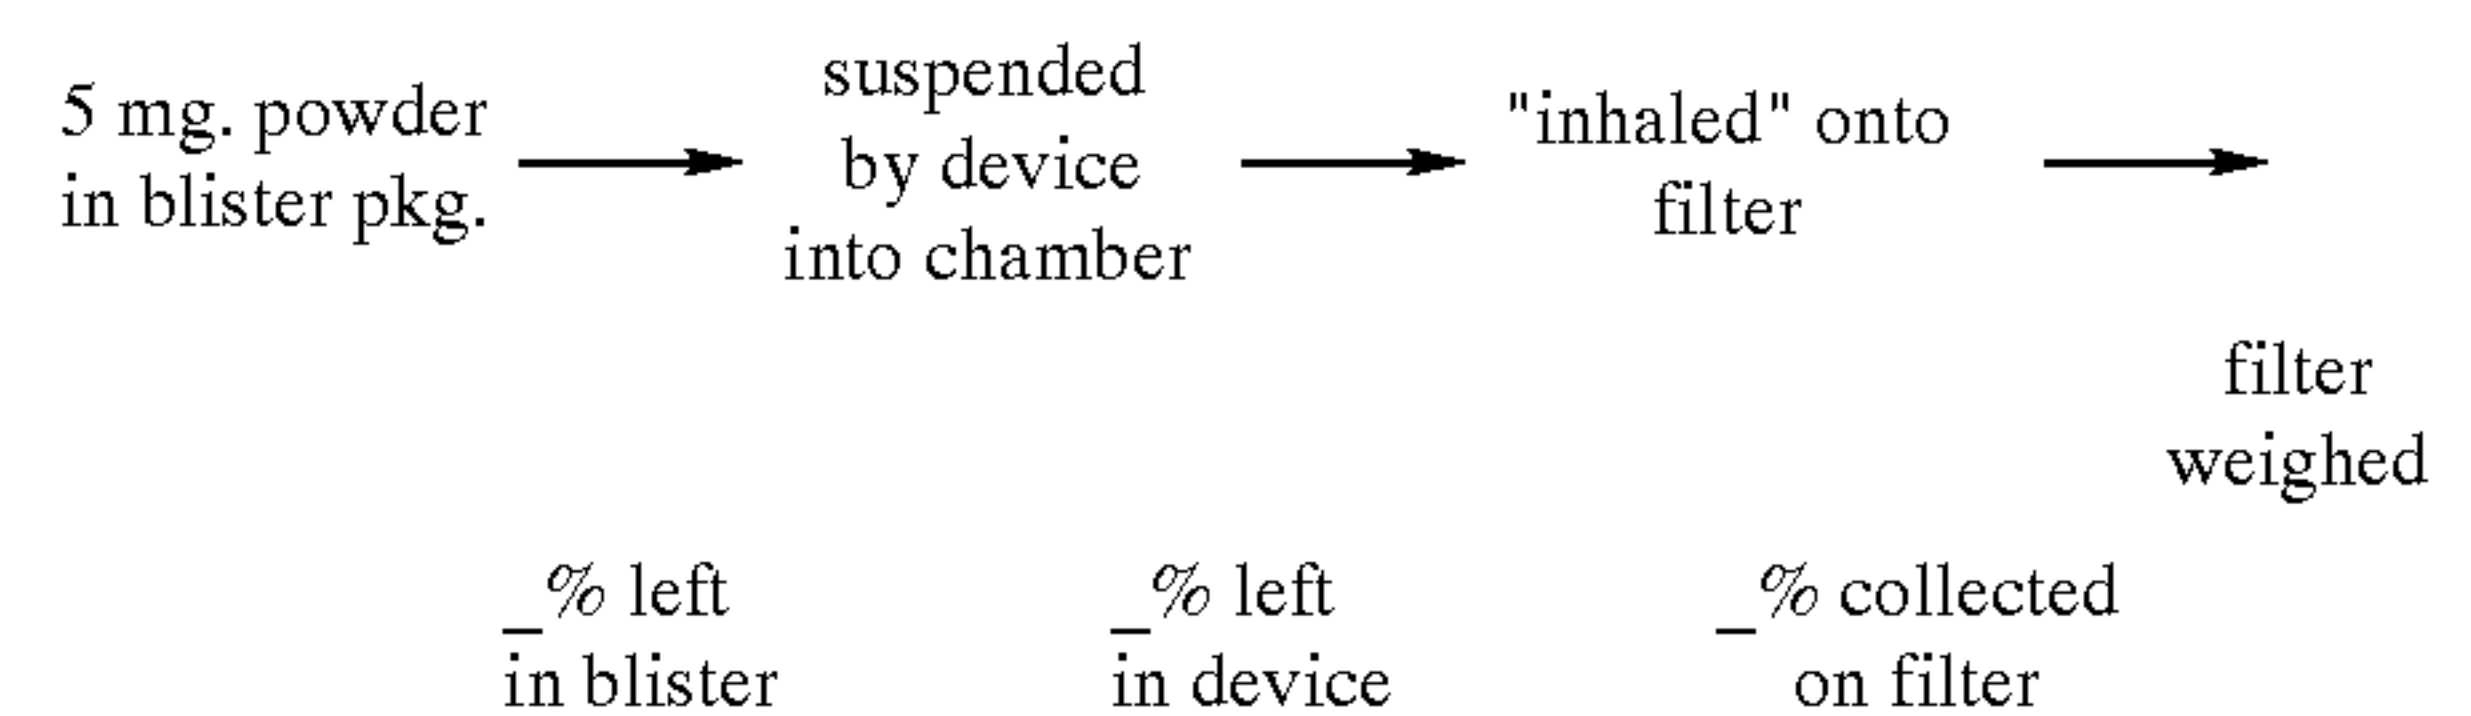 5 mg. powder
in blister pkg.
suspended
by device
into chamber
"inhaled" onto
filter
filter
weighed
_% left
in blister
_% left
in device
_% collected
on filter